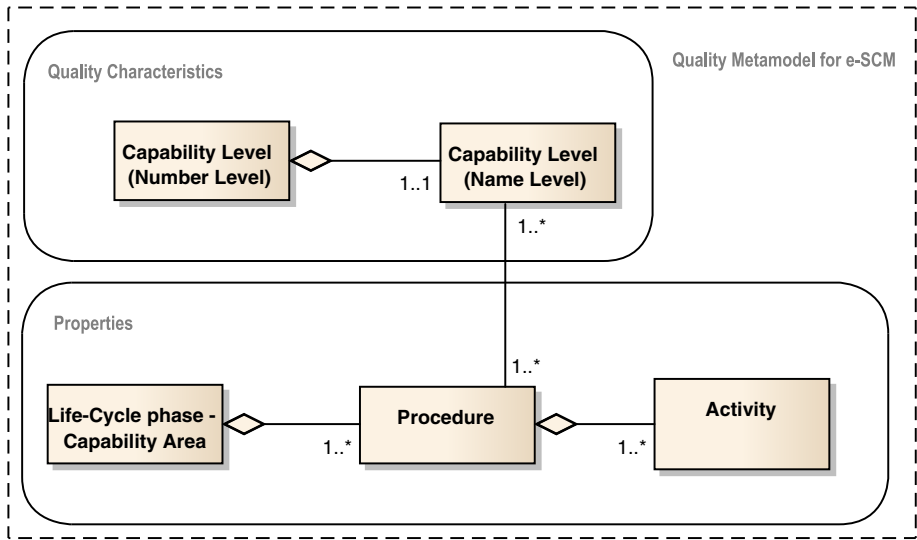 Quality Metamodel for e-SCM
Quality Characteristics
Capability Level
(Number Level)
Capability Level
(Name Level)
1..1
1..*
Properties
1..*
Life-Cycle phase -
Capability Area
Procedure
Activity
1..*
1..*